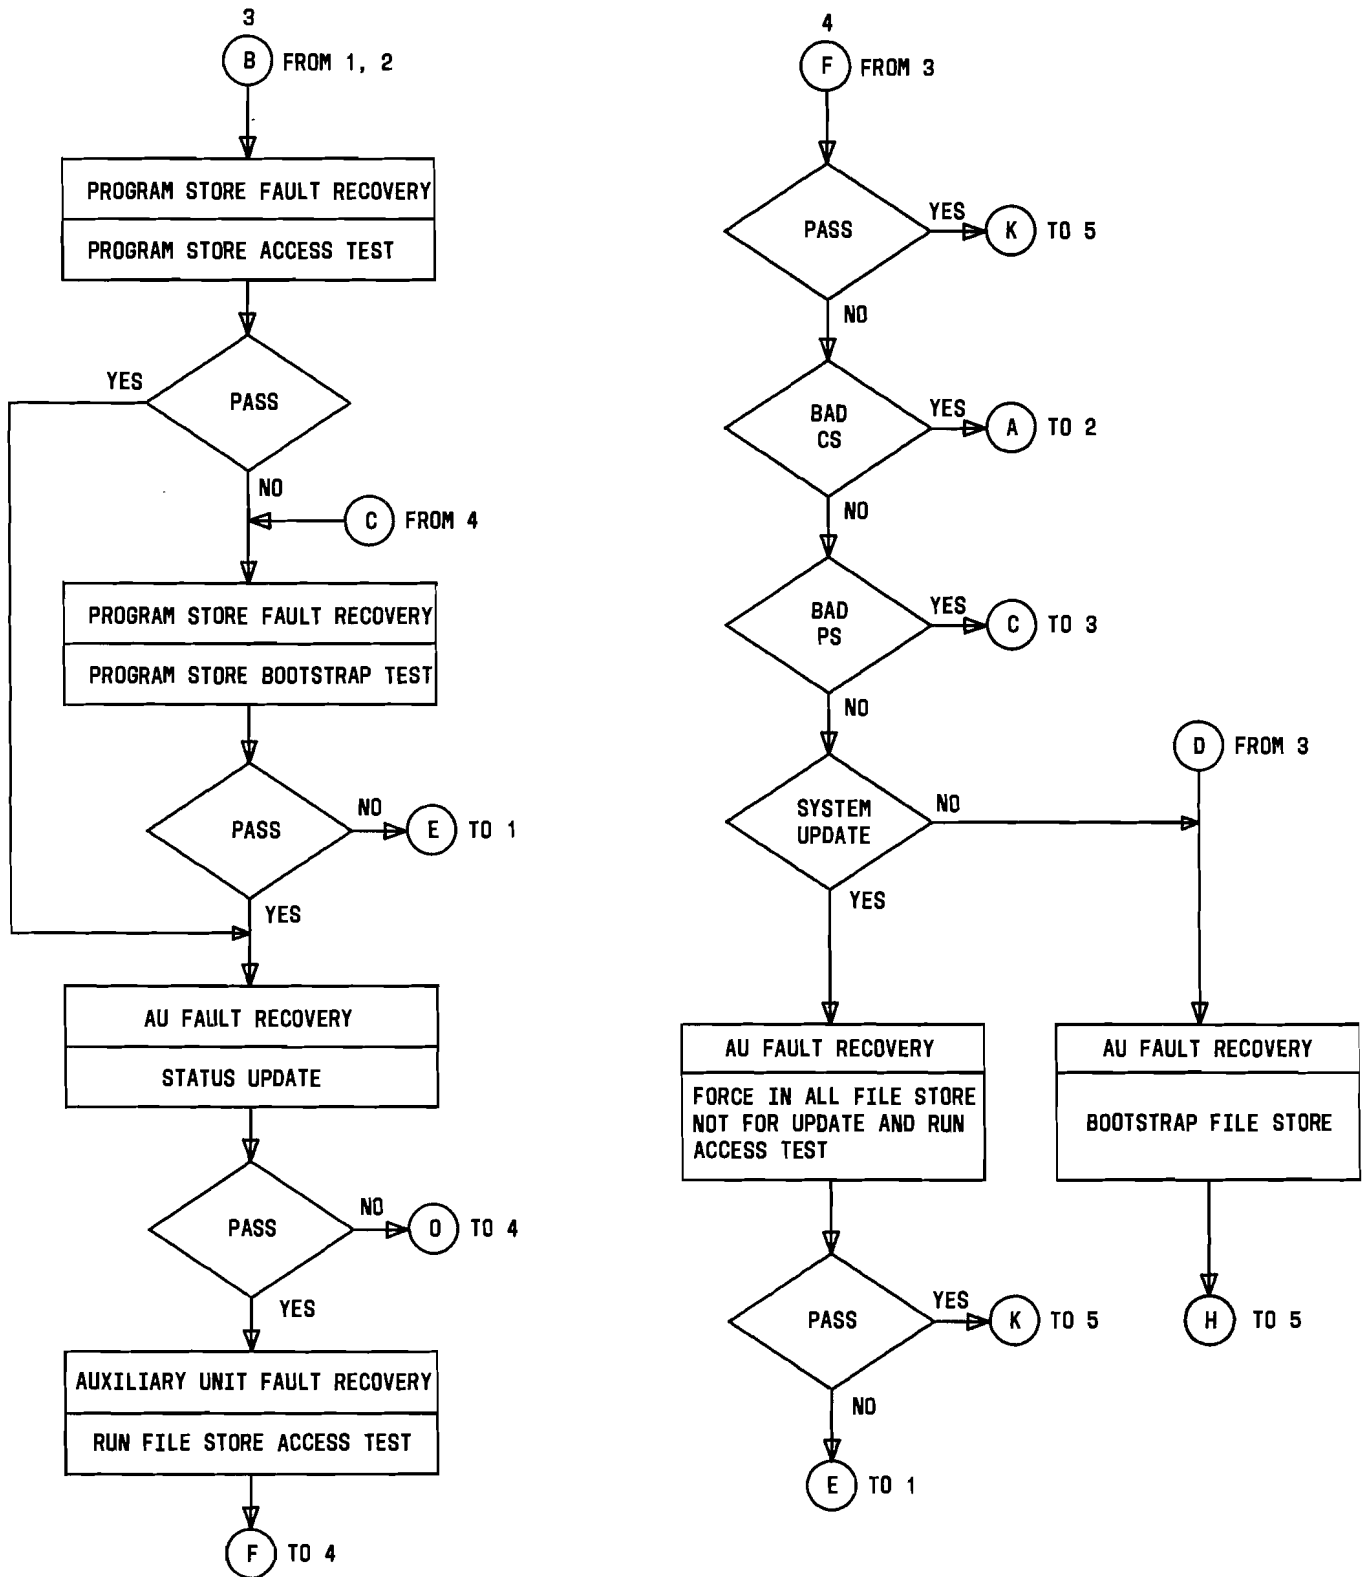 3
B FROM 1, 2
PROGRAM STORE FAULT RECOVERY
PROGRAM STORE ACCESS TEST
YES
PASS
NO
C FROM 4
PROGRAM STORE FAULT RECOVERY
PROGRAM STORE BOOTSTRAP TEST
PASS
NO
E TO 1
YES
AU FAULT RECOVERY
STATUS UPDATE
PASS
NO
O TO 4
YES
AUXILIARY UNIT FAULT RECOVERY
RUN FILE STORE ACCESS TEST
F TO 4
4
F FROM 3
PASS
YES
K TO 5
NO
BAD
CS
YES
A TO 2
NO
BAD
PS
YES
C TO 3
NO
D FROM 3
SYSTEM
UPDATE
NO
YES
AU FAULT RECOVERY
FORCE IN ALL FILE STORE
NOT FOR UPDATE AND RUN
ACCESS TEST
AU FAULT RECOVERY
BOOTSTRAP FILE STORE
PASS
YES
K TO 5
H TO 5
NO
E TO 1